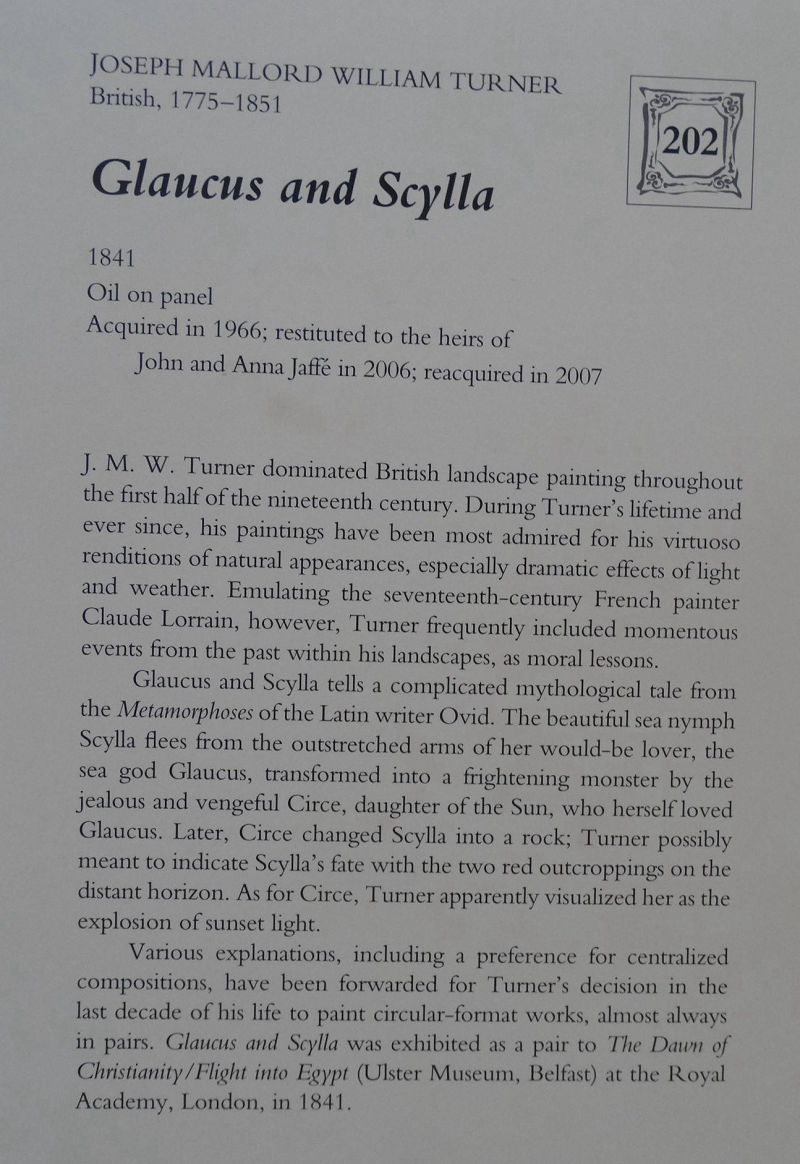 JOSEPH MALLORD WILLIAM TURNER
British, 1775–1851
202
Glaucus and Scylla
1841
Oil on panel
Acquired in 1966; restituted to the heirs of
John and Anna Jaffé in 2006; reacquired in 2007
J. M. W. Turner dominated British landscape painting throughout
the first half of the nineteenth century. During Turner's lifetime and
ever since, his paintings have been most admired for his virtuoso
renditions of natural appearances, especially dramatic effects of light
and weather. Emulating the seventeenth-century French painter
Claude Lorrain, however, Turner frequently included momentous
events from the past within his landscapes, as moral lessons.
Glaucus and Scylla tells a complicated mythological tale from
the Metamorphoses of the Latin writer Ovid. The beautiful sea nymph
Scylla flees from the outstretched arms of her would-be lover, the
sea god Glaucus, transformed into a frightening monster by the
jealous and vengeful Circe, daughter of the Sun, who herself loved
Glaucus. Later, Circe changed Scylla into a rock; Turner possibly
meant to indicate Scylla's fate with the two red outcroppings on the
distant horizon. As for Circe, Turner apparently visualized her as the
explosion of sunset light.
Various explanations, including a preference for centralized
compositions, have been forwarded for Turner's decision in the
last decade of his life to paint circular-format works, almost always
in pairs. Glaucus and Scylla was exhibited as a pair to The Dawn of
Christianity/Flight into Egypt (Ulster Museum, Belfast) at the Royal
Academy, London, in 1841.